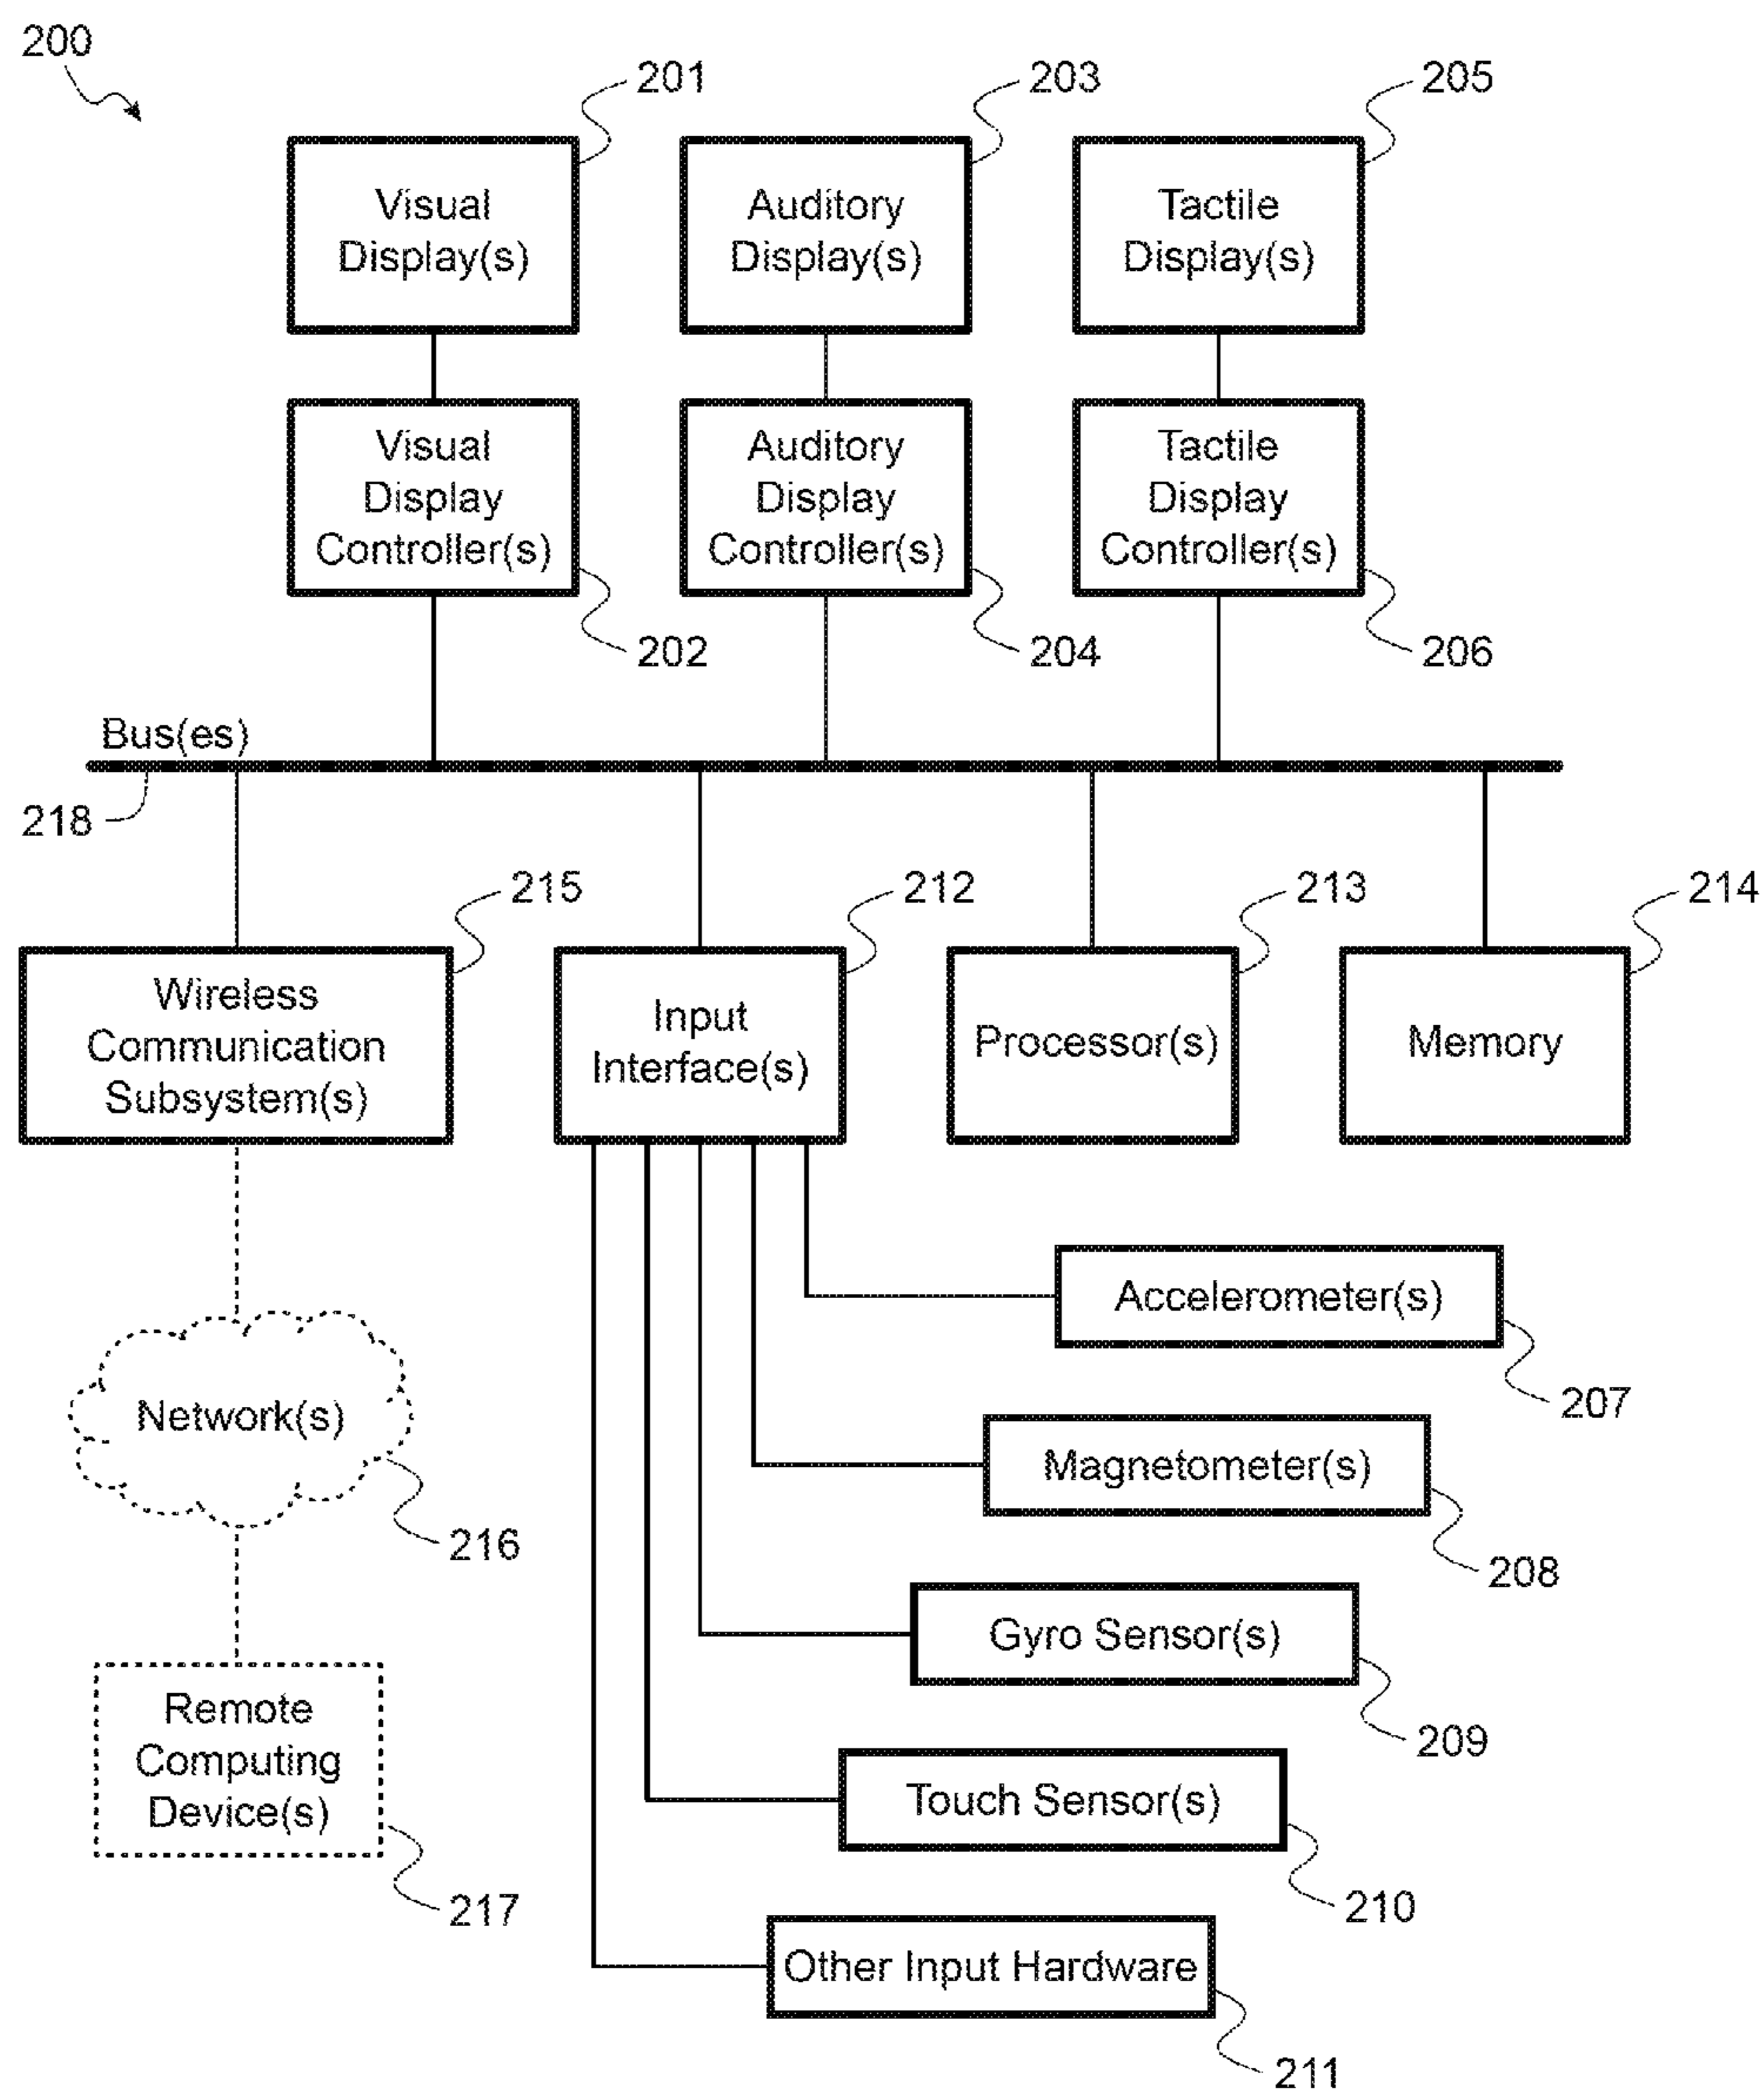 200
201
203
205
Visual
Display(s)
Auditory
Display(s)
Tactile
Display(s)
Visual
Display
Controller(s)
Auditory
Display
Controller(s)
Tactile
Display
Controller(s)
202
204
206
Bus(es)
218
215
212
213
214
Wireless
Communication
Subsystem(s)
Input
Interface(s)
Processor(s)
Memory
Accelerometer(s)
207
Network(s)
216
Magnetometer(s)
208
Gyro Sensor(s)
209
Remote
Computing
Device(s)
217
Touch Sensor(s)
210
Other Input Hardware
211